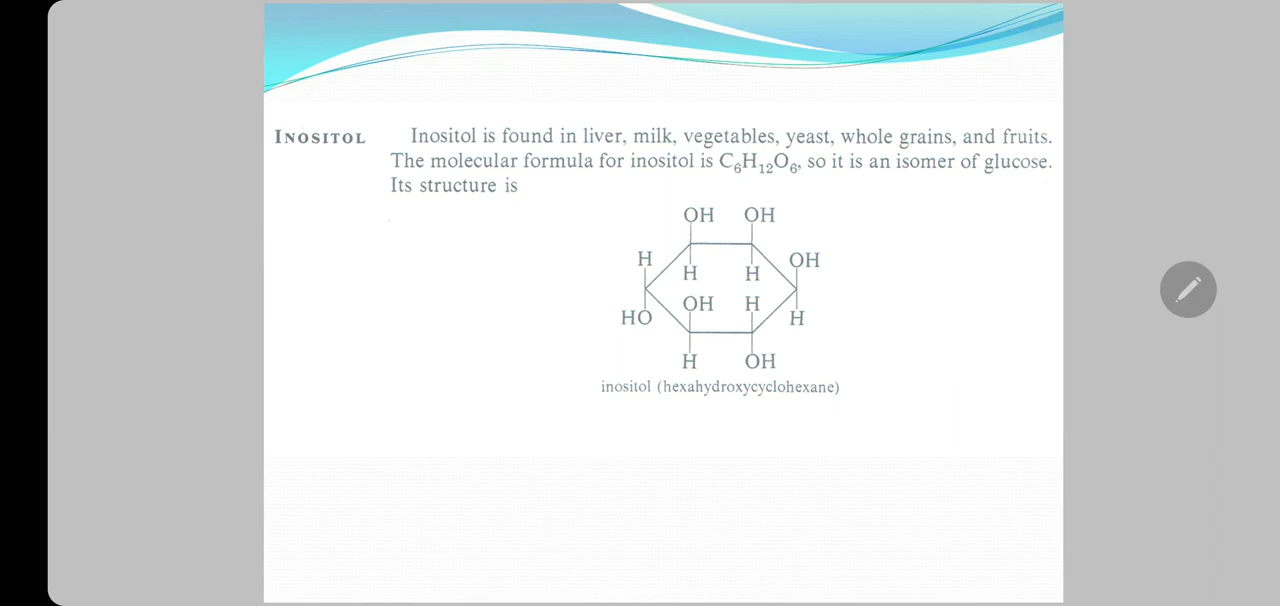 INOSITOL Inositol is found in liver, milk, vegetables, yeast, whole grains, and fruits.
The molecular formula for inositol is C₆H₁₂O₆, so it is an isomer of glucose.
Its structure is
OH OH
H OH
H H
OH H
HO H
H OH
inositol (hexahydroxycyclohexane)